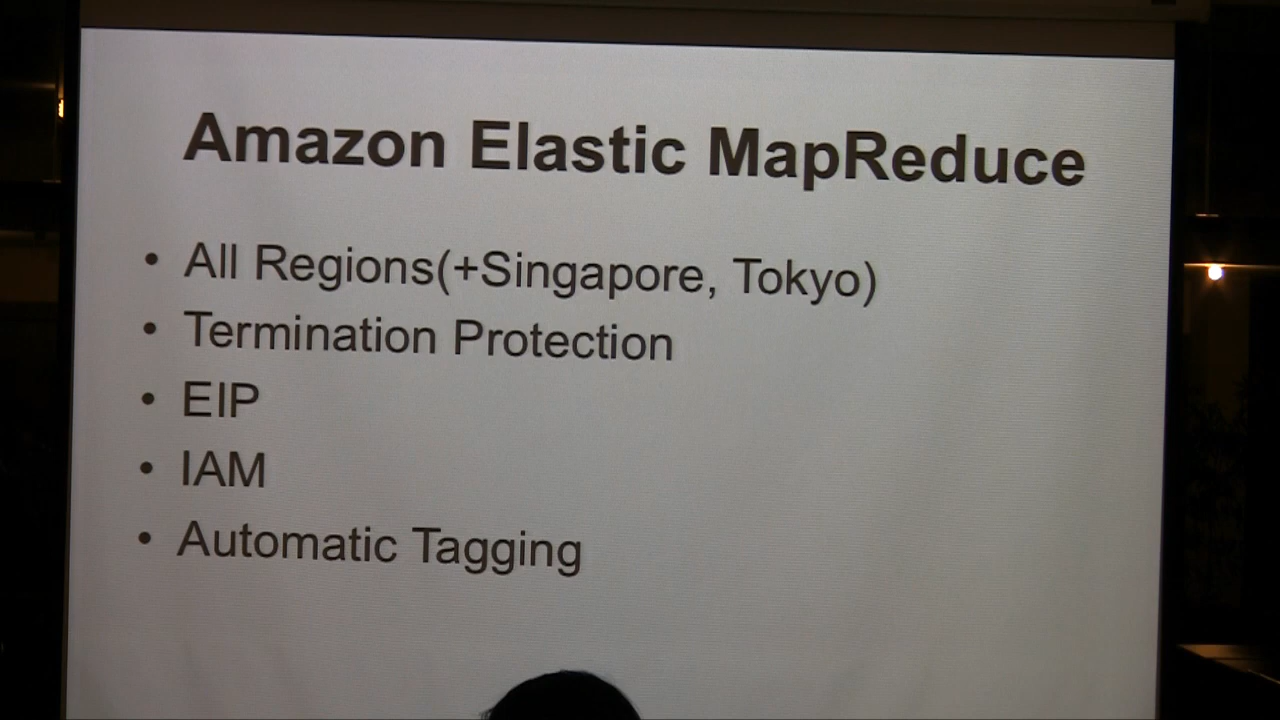 Amazon Elastic MapReduce
• All Regions(+Singapore, Tokyo)
• Termination Protection
• EIP
• IAM
• Automatic Tagging